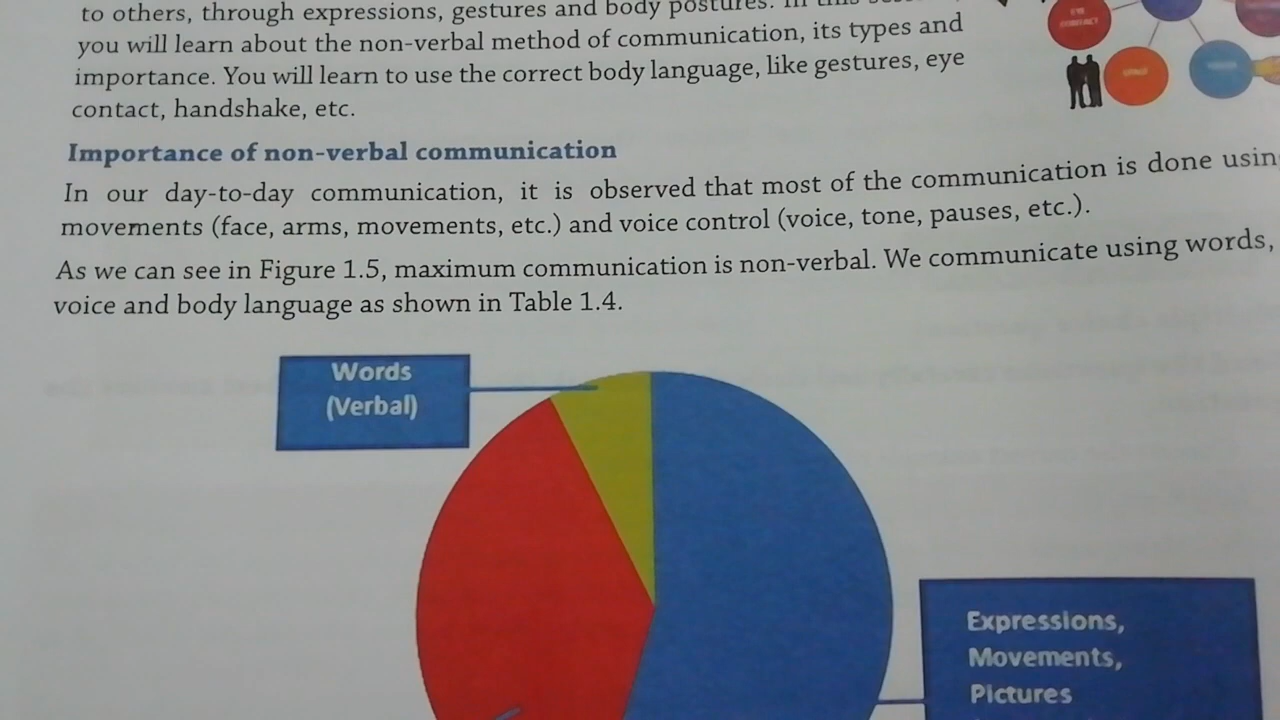 to others, through expressions, gestures and body postures. In this
you will learn about the non-verbal method of communication, its types and
importance. You will learn to use the correct body language, like gestures, eye
contact, handshake, etc.
Importance of non-verbal communication
In our day-to-day communication, it is observed that most of the communication is done usin
movements (face, arms, movements, etc.) and voice control (voice, tone, pauses, etc.).
As we can see in Figure 1.5, maximum communication is non-verbal. We communicate using words,
voice and body language as shown in Table 1.4.
Words
(Verbal)
Expressions,
Movements,
Pictures